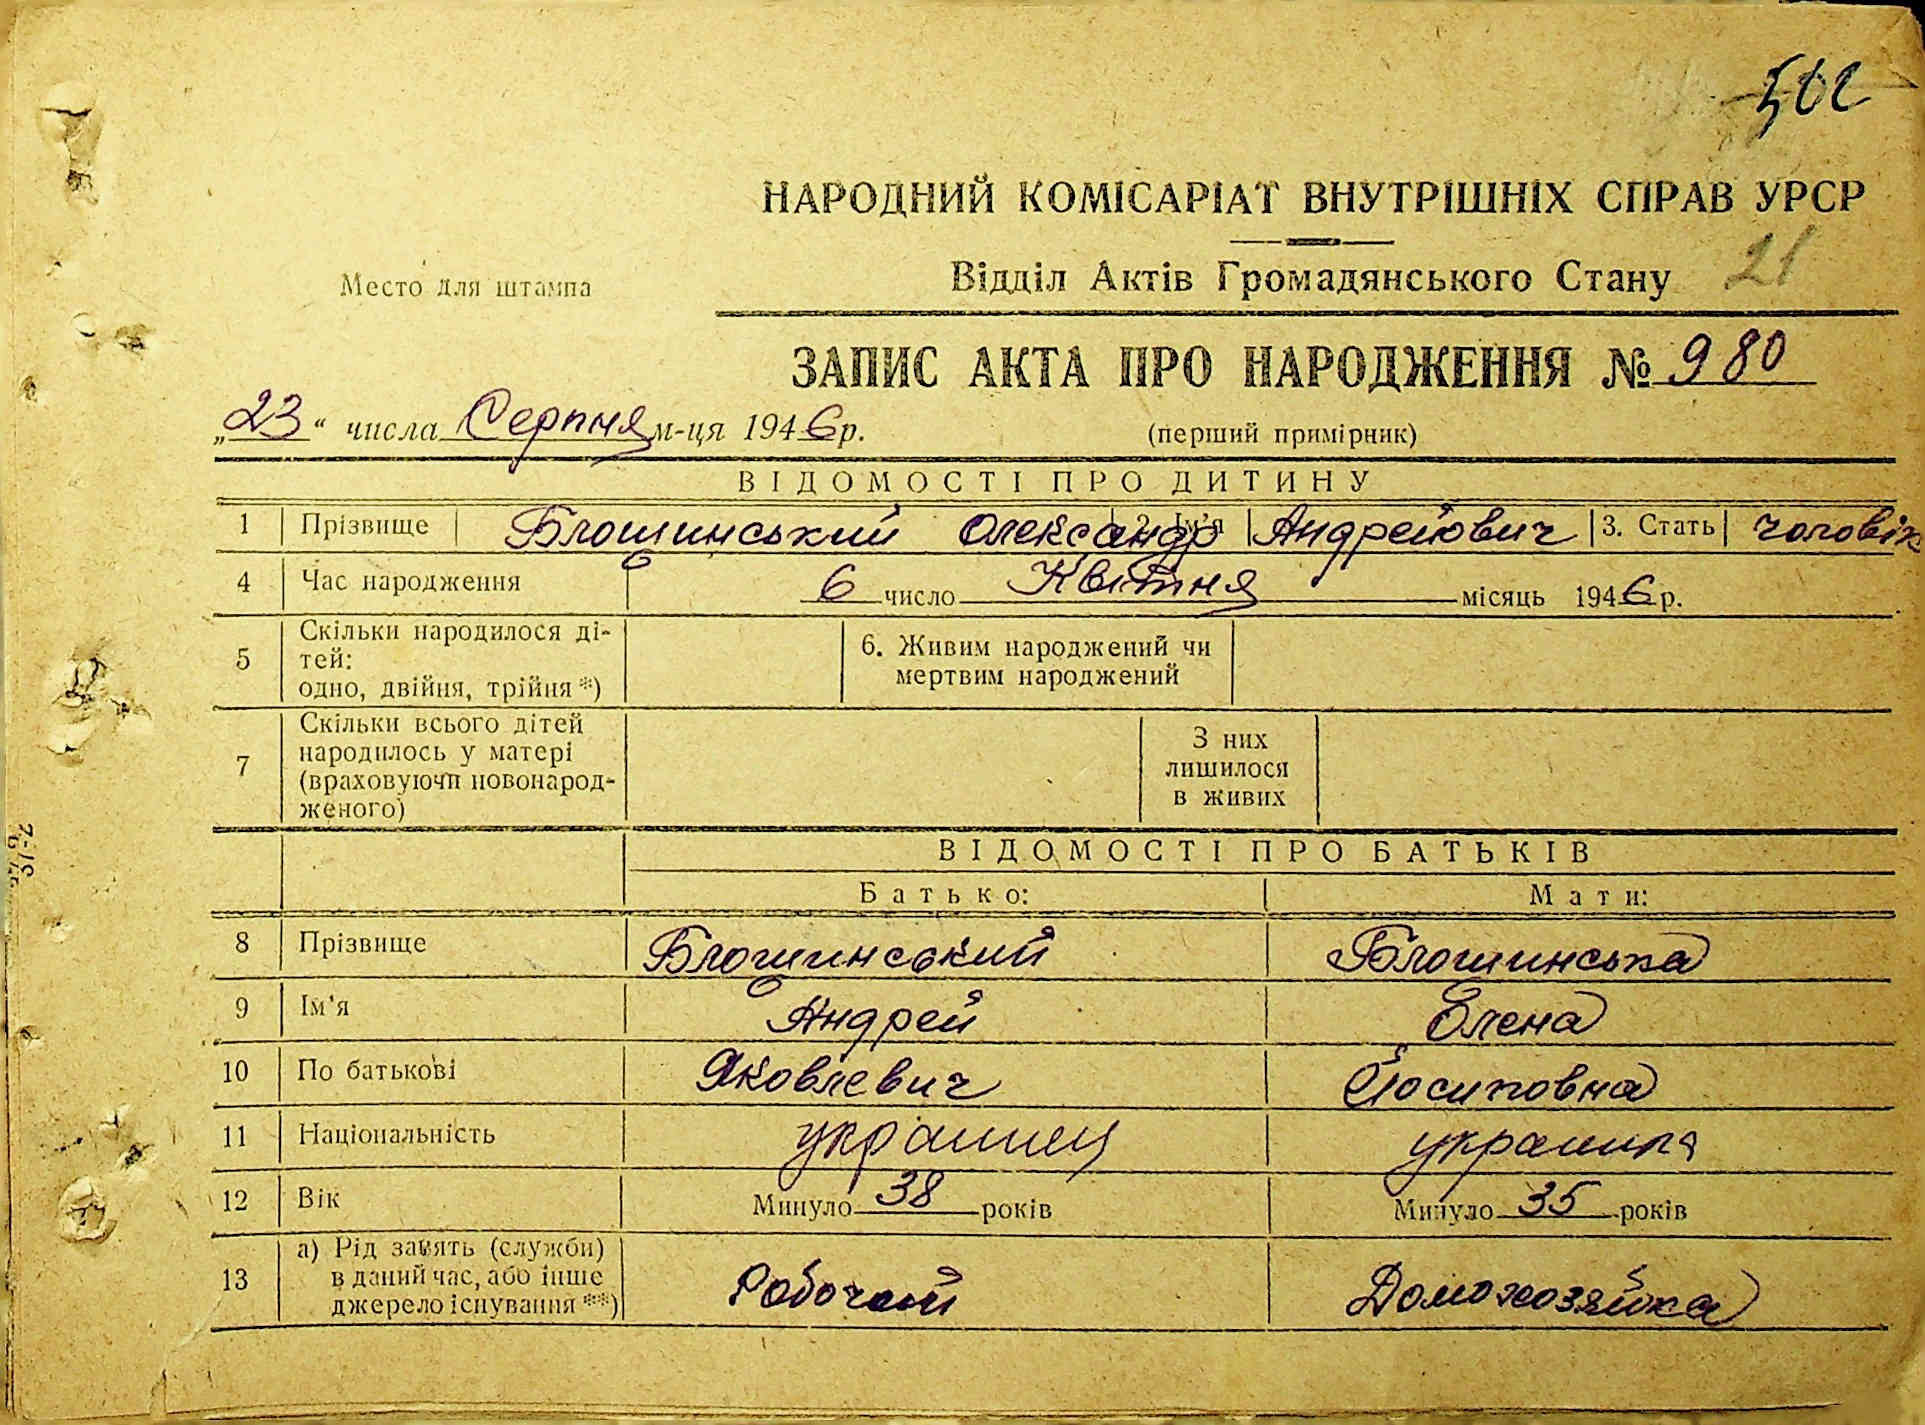 502
НАРОДНИЙ КОМІСАРІАТ ВНУТРІШНІХ СПРАВ УРСР
Место для штампа
Відділ Актів Громадянського Стану 21
ЗАПИС АКТА ПРО НАРОДЖЕННЯ № 980
„23“ числа Серпня м-ця 1946 р.
(перший примірник)
ВІДОМОСТІ ПРО ДИТИНУ
1 Прізвище Блошинський Олександр 2. Ім'я Андрейович 3. Стать чоловік
4 Час народження 6 число Квітня місяць 1946 р.
5 Скільки народилося ді-
тей:
одно, двійня, трійня *)
6. Живим народжений чи
мертвим народжений
7 Скільки всього дітей
народилось у матері
(враховуючи новонарод-
женого)
З них
лишилося
в живих
ВІДОМОСТІ ПРО БАТЬКІВ
Батько: Мати:
8 Прізвище Блошинський Блошинська
9 Ім'я Андрей Елена
10 По батькові Яковлевич Йосиповна
11 Національність украинец украинка
12 Вік Минуло 38 років Минуло 35 років
13 а) Рід занять (служби)
в даний час, або інше
джерело існування **)
Робочий Домохозяйка